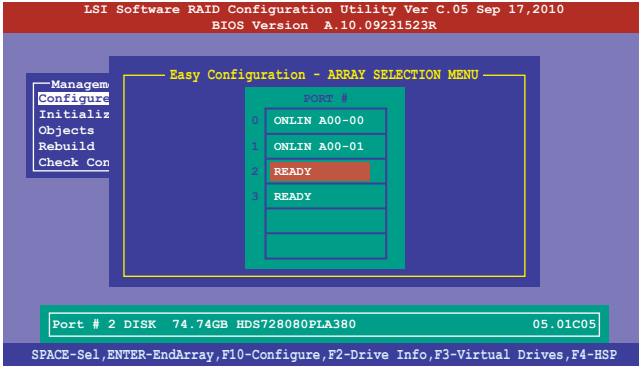 LSI Software RAID Configuration Utility Ver C.05 Sep 17,2010
BIOS Version A.10.09231523R
Easy Configuration - ARRAY SELECTION MENU
Managem
Configure
Initializ
Objects
Rebuild
Check Con
PORT #
0 ONLIN A00-00
1 ONLIN A00-01
2 READY
3 READY
Port # 2 DISK 74.74GB HDS728080PLA380 05.01C05
SPACE-Sel,ENTER-EndArray,F10-Configure,F2-Drive Info,F3-Virtual Drives,F4-HSP